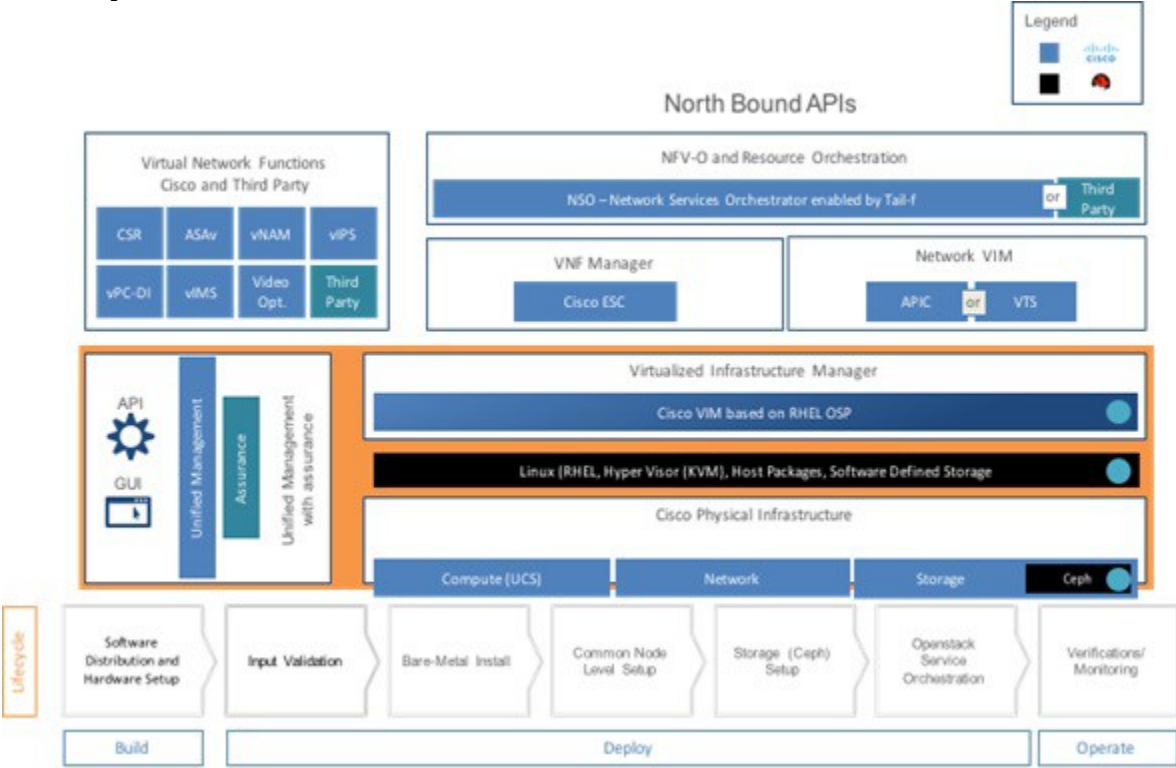 Legend
cisco
North Bound APIs
Virtual Network Functions
Cisco and Third Party
CSR
ASAv
vNAM
vIPS
vPC-DI
vIMS
Video
Opt.
Third
Party
NFV-O and Resource Orchestration
NSO – Network Services Orchestrator enabled by Tail-f
or
Third
Party
VNF Manager
Cisco ESC
Network VIM
APIC
or
VTS
API
GUI
Unified Management
Assurance
Unified Management
with assurance
Virtualized Infrastructure Manager
Cisco VIM based on RHEL OSP
Linux (RHEL, Hyper Visor (KVM), Host Packages, Software Defined Storage
Cisco Physical Infrastructure
Compute (UCS)
Network
Storage
Ceph
Lifecycle
Software
Distribution and
Hardware Setup
Input Validation
Bare-Metal Install
Common Node
Level Setup
Storage (Ceph)
Setup
Openstack
Service
Orchestration
Verifications/
Monitoring
Build
Deploy
Operate